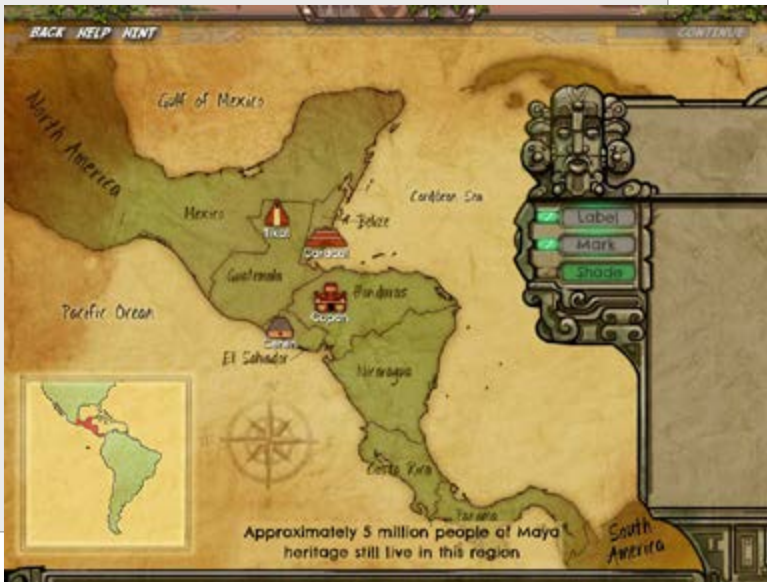 BACK HELP HINT
CONTINUE
Gulf of Mexico
North America
Caribbean Sea
Mexico
Belize
Tikal
Caracol
Label
Mark
Shade
Guatemala
Honduras
Copan
Pacific Ocean
Ceren
El Salvador
Nicaragua
Costa Rica
Panama
Approximately 5 million people of Maya
heritage still live in this region
South
America